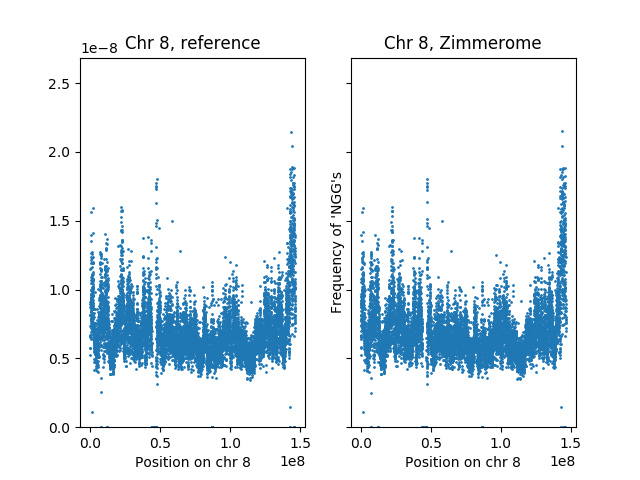 Chr 8, reference
1e−8
2.5
2.0
1.5
1.0
0.5
0.0
0.0 0.5 1.0 1.5
1e8
Position on chr 8
Chr 8, Zimmerome
Frequency of 'NGG's
0.0 0.5 1.0 1.5
1e8
Position on chr 8